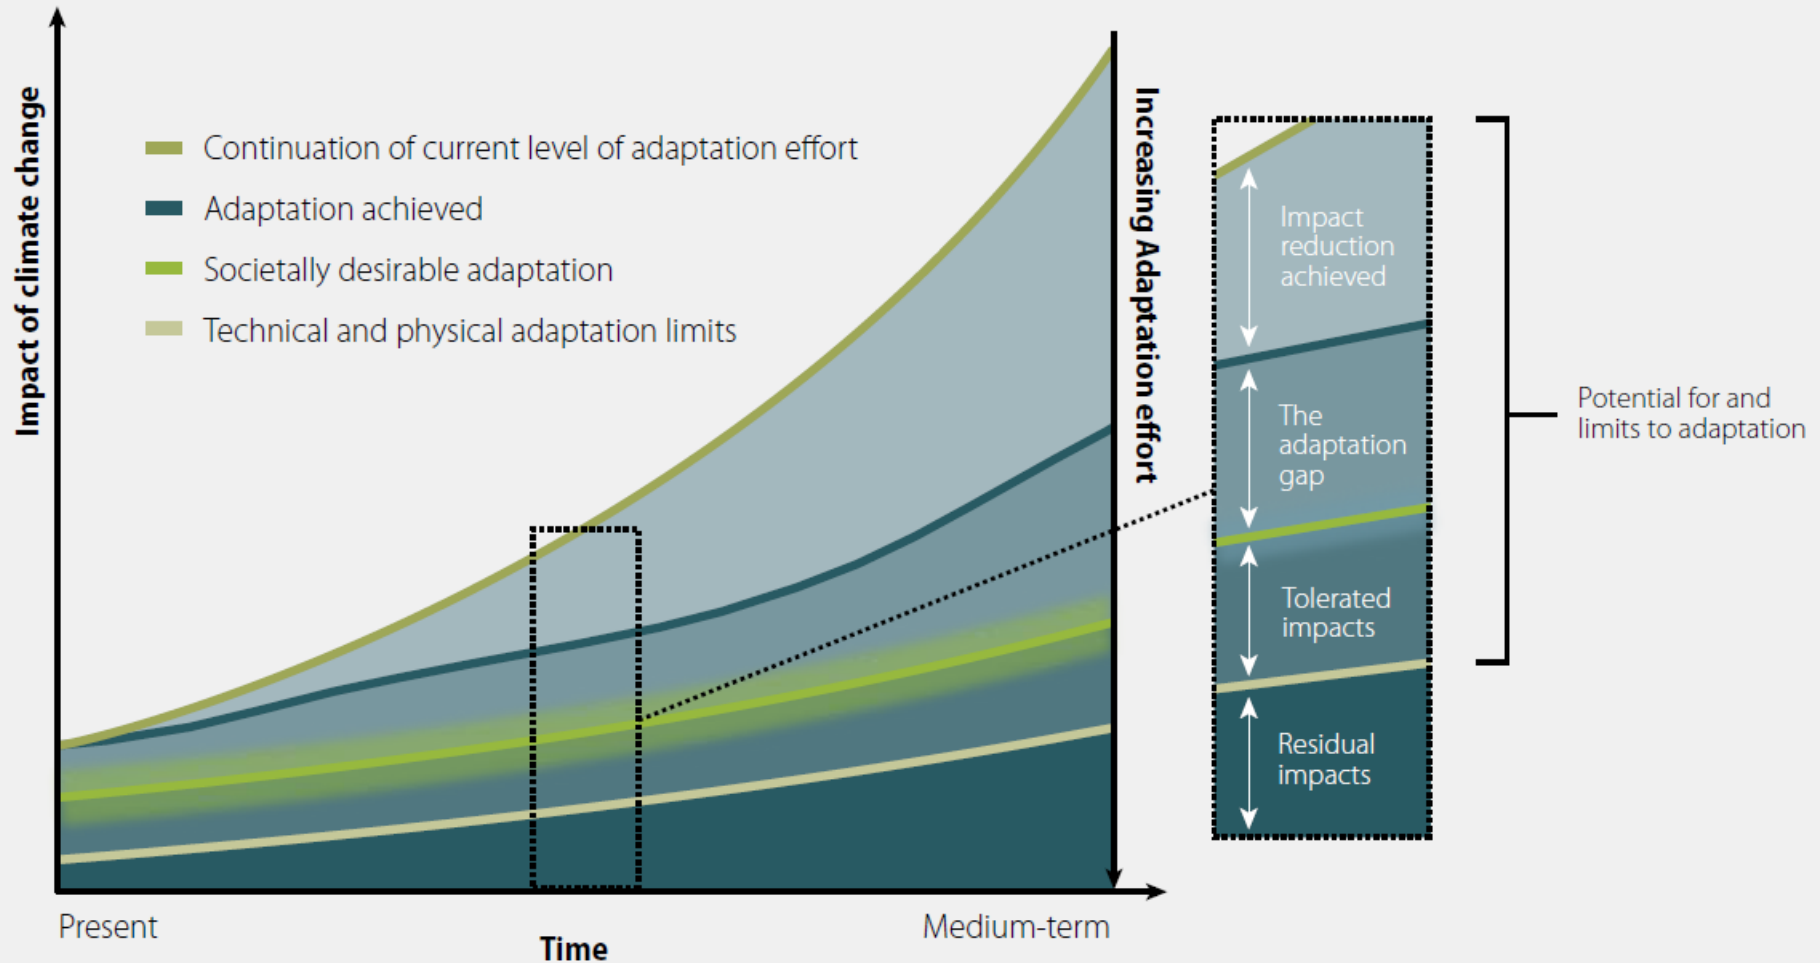 Impact of climate change
Continuation of current level of adaptation effort
Adaptation achieved
Societally desirable adaptation
Technical and physical adaptation limits
Increasing Adaptation effort
Impact
reduction
achieved
The
adaptation
gap
Tolerated
impacts
Residual
impacts
Potential for and
limits to adaptation
Present
Time
Medium-term